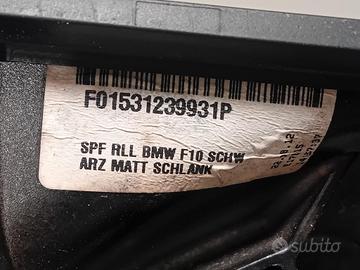 F01531239931P
SPF RLL BMW F10 SCHW
ARZ MATT SCHLANK
subito